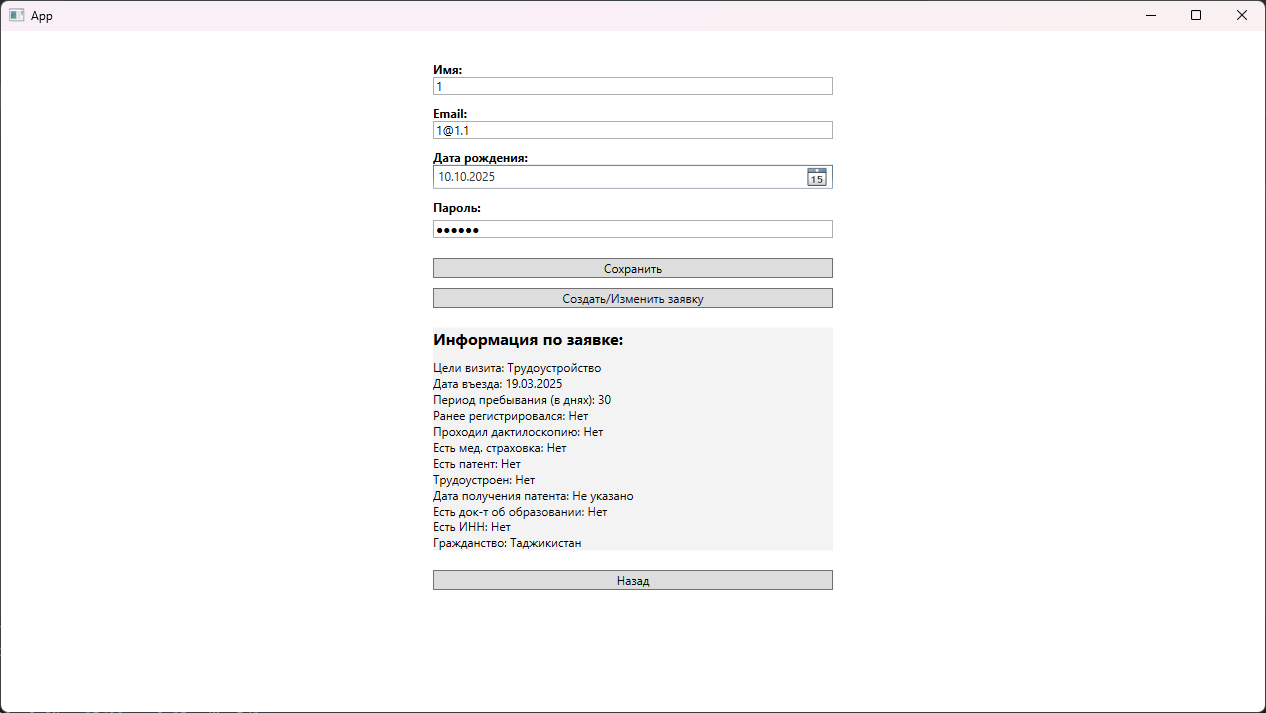 App
Имя:
1
Email:
1@1.1
Дата рождения:
10.10.2025
15
Пароль:
●●●●●●
Сохранить
Создать/Изменить заявку
Информация по заявке:
Цели визита: Трудоустройство
Дата въезда: 19.03.2025
Период пребывания (в днях): 30
Ранее регистрировался: Нет
Проходил дактилоскопию: Нет
Есть мед. страховка: Нет
Есть патент: Нет
Трудоустроен: Нет
Дата получения патента: Не указано
Есть док-т об образовании: Нет
Есть ИНН: Нет
Гражданство: Таджикистан
Назад